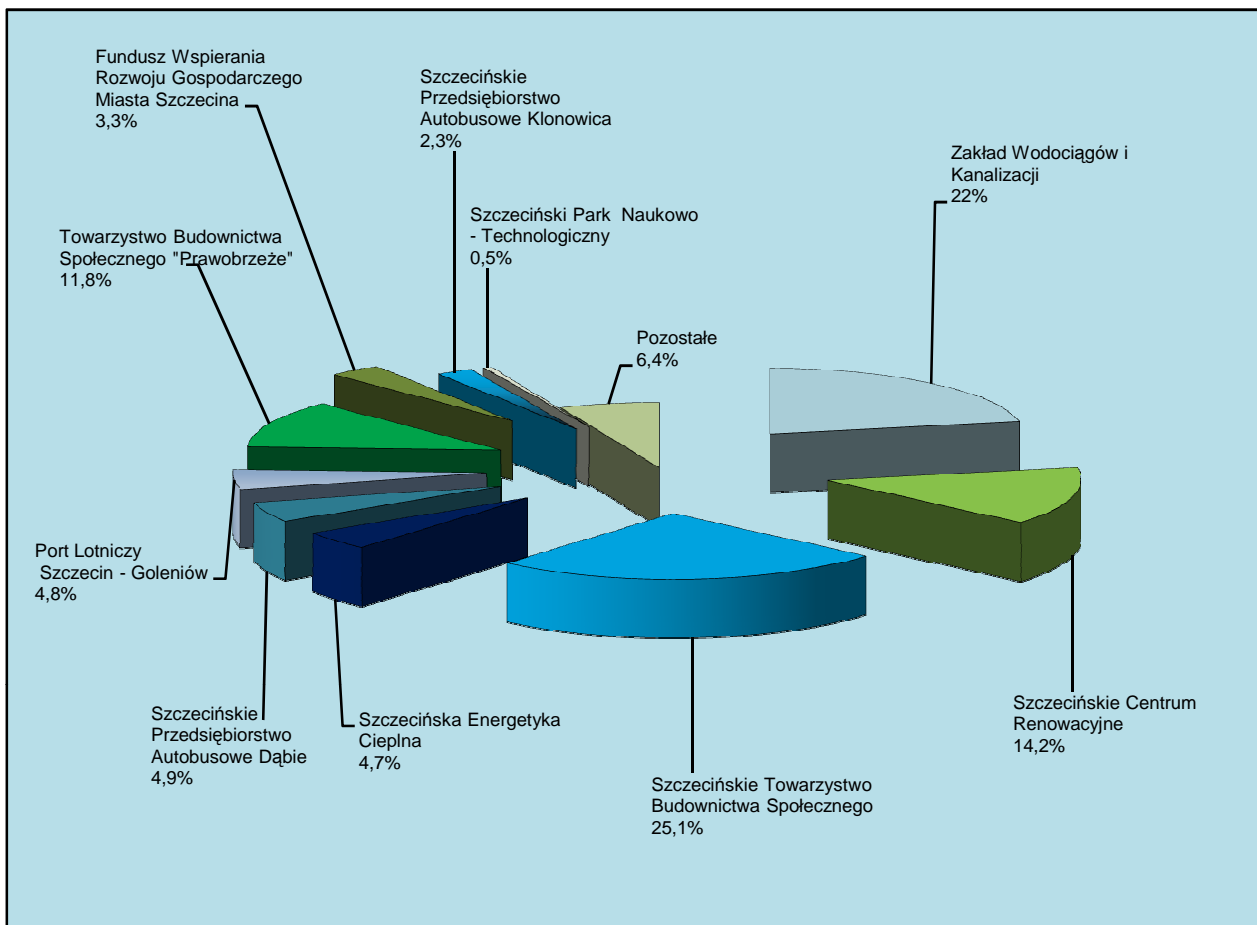 Fundusz Wspierania
Rozwoju Gospodarczego
Miasta Szczecina
3,3%
Szczecińskie
Przedsiębiorstwo
Autobusowe Klonowica
2,3%
Zakład Wodociągów i
Kanalizacji
22%
Szczeciński Park Naukowo
- Technologiczny
0,5%
Towarzystwo Budownictwa
Społecznego "Prawobrzeże"
11,8%
Pozostałe
6,4%
Port Lotniczy
Szczecin - Goleniów
4,8%
Szczecińskie
Przedsiębiorstwo
Autobusowe Dąbie
4,9%
Szczecińska Energetyka
Cieplna
4,7%
Szczecińskie Towarzystwo
Budownictwa Społecznego
25,1%
Szczecińskie Centrum
Renowacyjne
14,2%